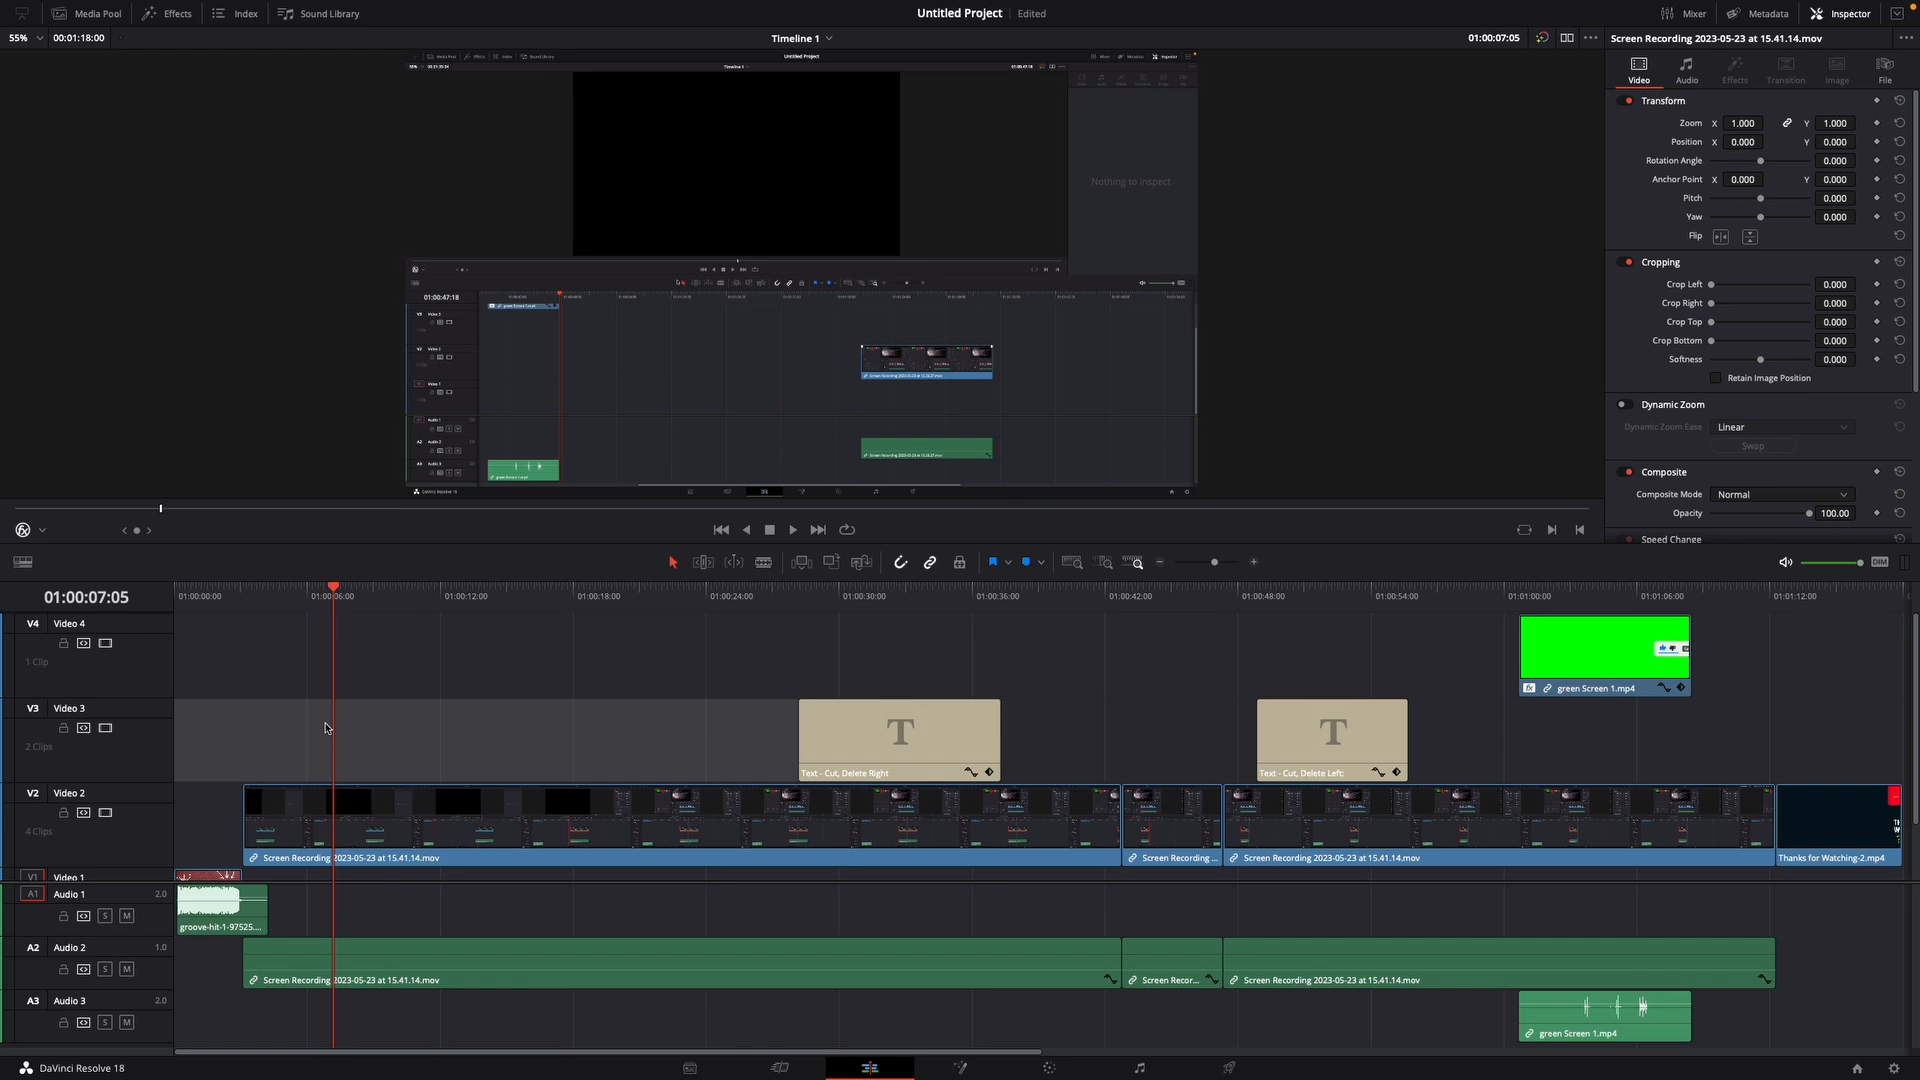 Media Pool
Effects
Index
Sound Library
Untitled Project
Edited
Mixer
Metadata
Inspector
55%
00:01:18:00
Timeline 1
01:00:07:05
Screen Recording 2023-05-23 at 15.41.14.mov
Untitled Project
Timeline 1
Nothing to inspect
01:00:47:18
Video
Audio
Effects
Transition
Image
File
Transform
Zoom X 1.000 Y 1.000
Position X 0.000 Y 0.000
Rotation Angle 0.000
Anchor Point X 0.000 Y 0.000
Pitch 0.000
Yaw 0.000
Flip
Cropping
Crop Left 0.000
Crop Right 0.000
Crop Top 0.000
Crop Bottom 0.000
Softness 0.000
Retain Image Position
Dynamic Zoom
Dynamic Zoom Ease Linear
Swap
Composite
Composite Mode Normal
Opacity 100.00
Speed Change
DIM
01:00:07:05
01:00:00:00
01:00:06:00
01:00:12:00
01:00:18:00
01:00:24:00
01:00:30:00
01:00:36:00
01:00:42:00
01:00:48:00
01:00:54:00
01:01:00:00
01:01:06:00
01:01:12:00
V4 Video 4
1 Clip
green Screen 1.mp4
V3 Video 3
2 Clips
Text - Cut, Delete Right
Text - Cut, Delete Left:
V2 Video 2
4 Clips
Screen Recording 2023-05-23 at 15.41.14.mov
Screen Recording ...
Screen Recording 2023-05-23 at 15.41.14.mov
Thanks for Watching-2.mp4
V1 Video 1
A1 Audio 1 2.0
S M
groove-hit-1-97525....
A2 Audio 2 1.0
S M
Screen Recording 2023-05-23 at 15.41.14.mov
Screen Recor...
Screen Recording 2023-05-23 at 15.41.14.mov
A3 Audio 3 2.0
S M
green Screen 1.mp4
DaVinci Resolve 18